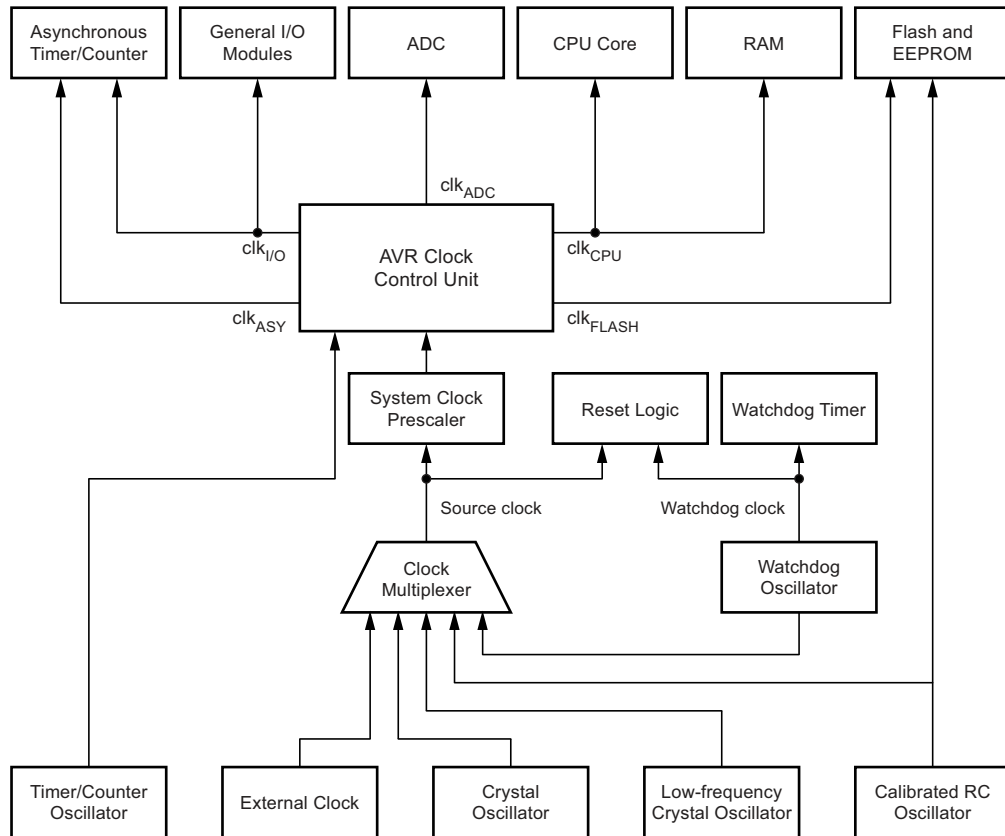 Asynchronous
Timer/Counter
General I/O
Modules
ADC
CPU Core
RAM
Flash and
EEPROM
clkADC
clkI/O
AVR Clock
Control Unit
clkCPU
clkASY
clkFLASH
System Clock
Prescaler
Reset Logic
Watchdog Timer
Source clock
Watchdog clock
Clock
Multiplexer
Watchdog
Oscillator
Timer/Counter
Oscillator
External Clock
Crystal
Oscillator
Low-frequency
Crystal Oscillator
Calibrated RC
Oscillator